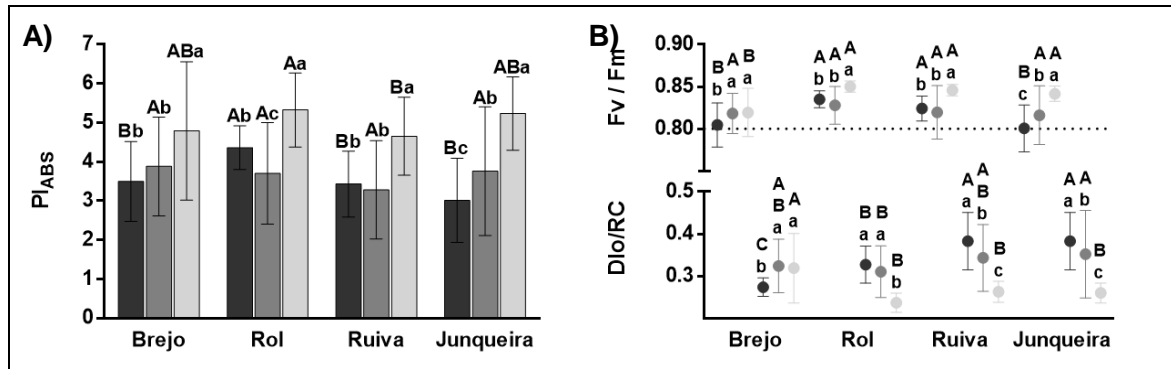 A)
PI_ABS
7
6
5
4
3
2
1
0
Bb Ab ABa
Ab Ac Aa
Bb Ab Ba
Bc Ab ABa
Brejo Rol Ruiva Junqueira
B)
Fv / Fm
0.90
0.85
0.80
B A B
b a a
A A A
b b a
A A A
b b a
B A A
c b a
DIo/RC
0.5
0.4
0.3
C
b
A
B
a
A
a
B B
a a
B
b
A
a
A
B
b
B
c
A A
a b
B
c
Brejo Rol Ruiva Junqueira